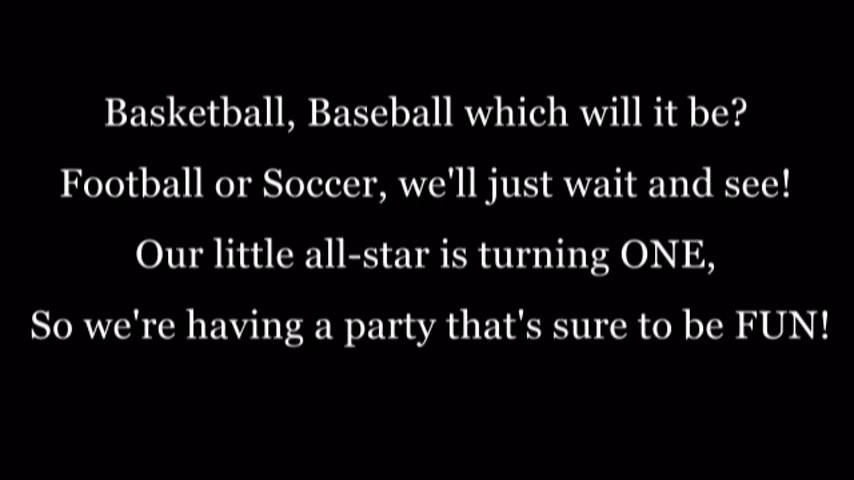 Basketball, Baseball which will it be?
Football or Soccer, we'll just wait and see!
Our little all-star is turning ONE,
So we're having a party that's sure to be FUN!